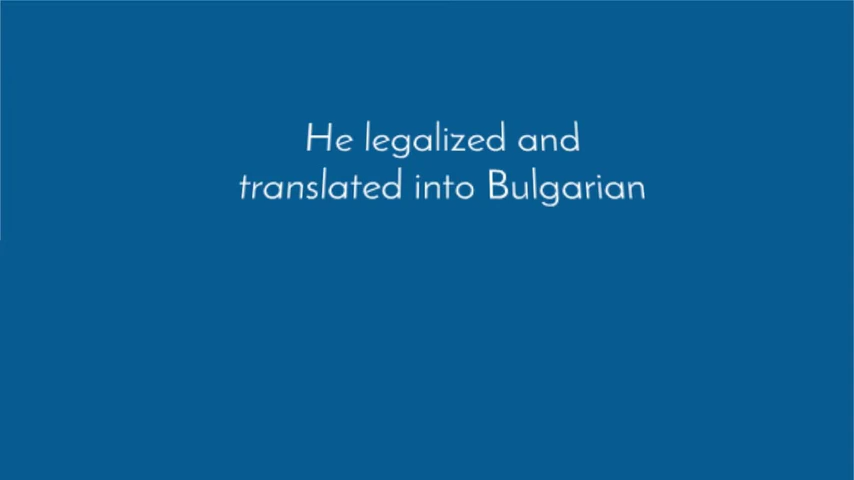 He legalized and
translated into Bulgarian